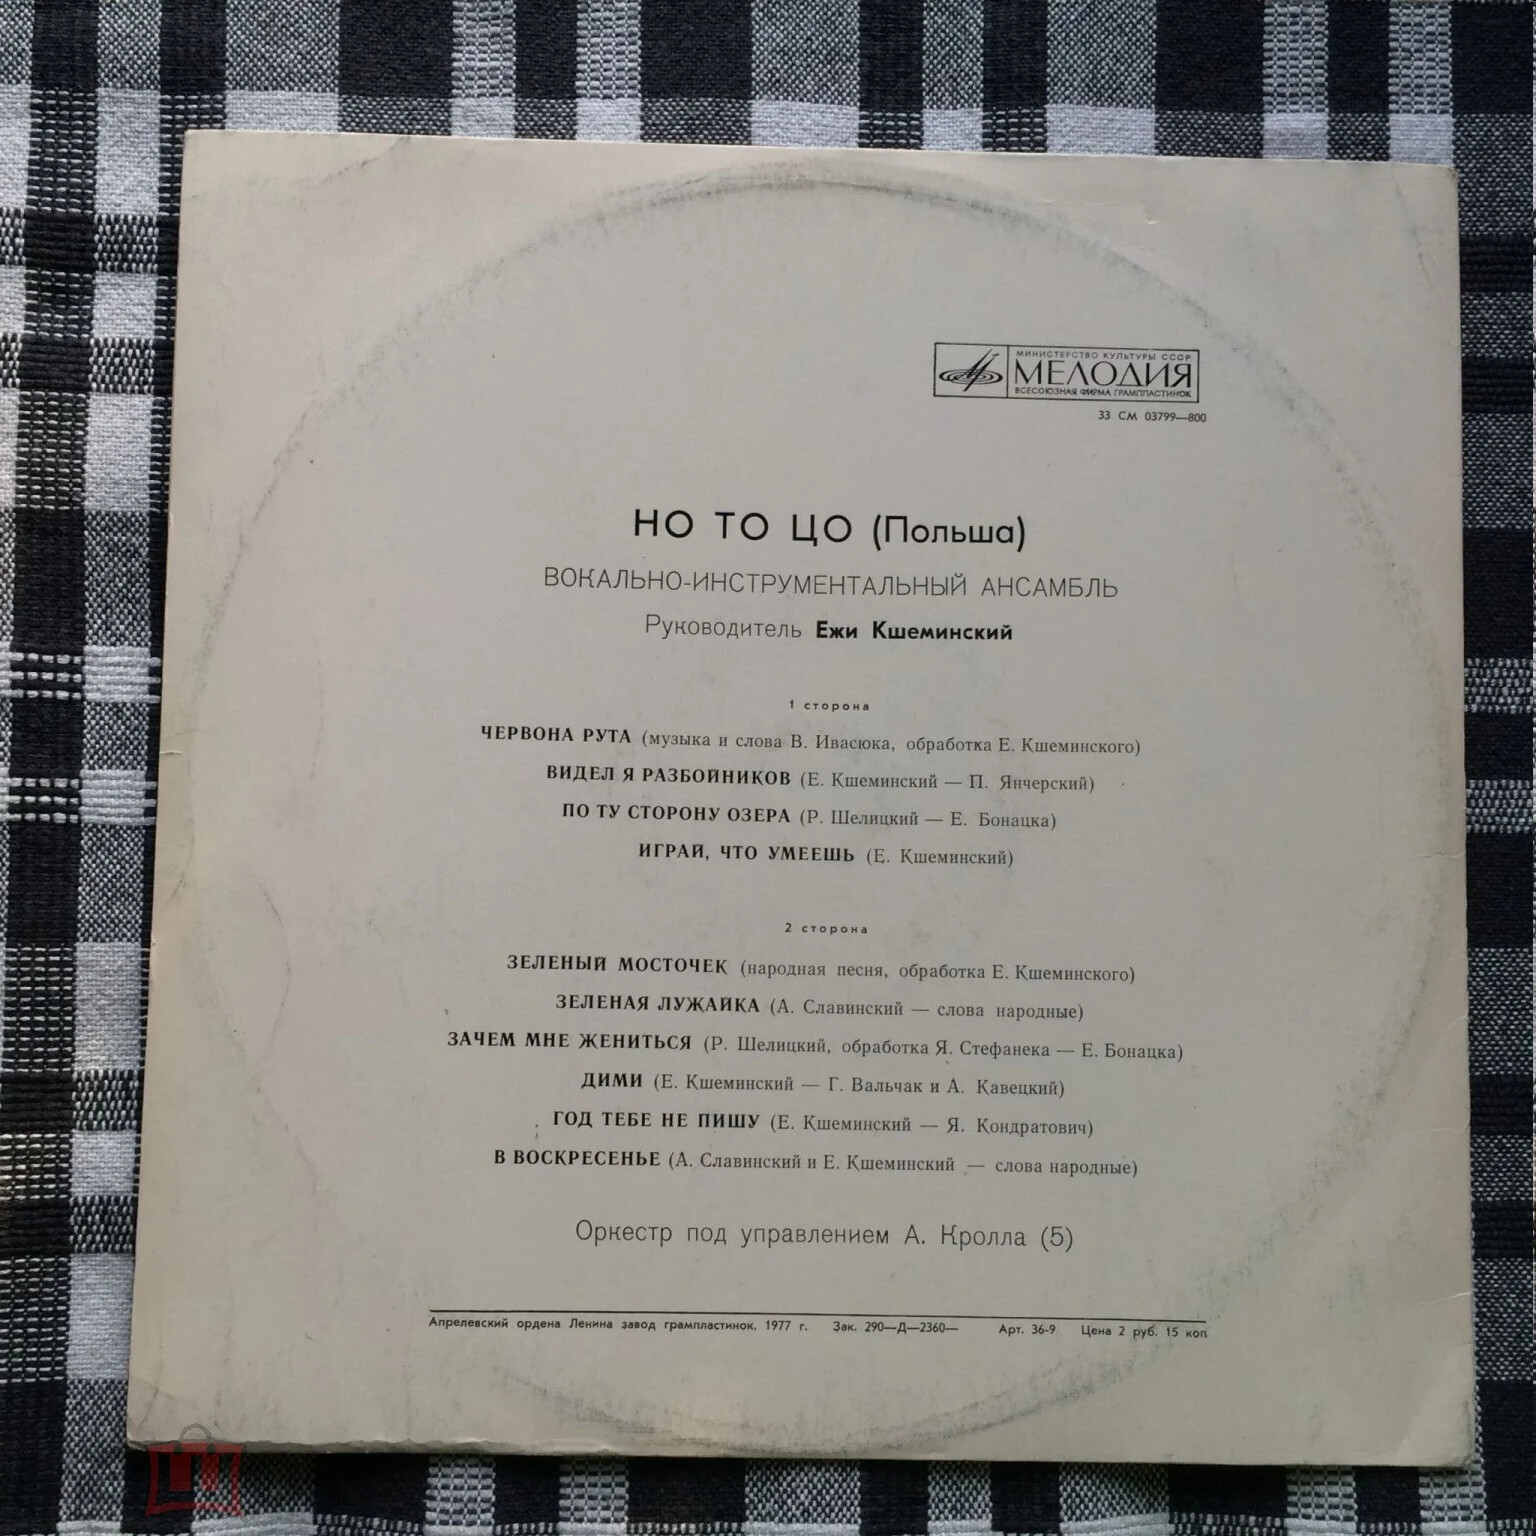 МИНИСТЕРСТВО КУЛЬТУРЫ СССР
МЕЛОДИЯ
ВСЕСОЮЗНАЯ ФИРМА ГРАМПЛАСТИНОК
33 СМ 03799—800
НО ТО ЦО (Польша)
ВОКАЛЬНО-ИНСТРУМЕНТАЛЬНЫЙ АНСАМБЛЬ
Руководитель Ежи Кшеминский
1 сторона
ЧЕРВОНА РУТА (музыка и слова В. Ивасюка, обработка Е. Кшеминского)
ВИДЕЛ Я РАЗБОЙНИКОВ (Е. Кшеминский — П. Янчерский)
ПО ТУ СТОРОНУ ОЗЕРА (Р. Шелицкий — Е. Бонацка)
ИГРАЙ, ЧТО УМЕЕШЬ (Е. Кшеминский)
2 сторона
ЗЕЛЕНЫЙ МОСТОЧЕК (народная песня, обработка Е. Кшеминского)
ЗЕЛЕНАЯ ЛУЖАЙКА (А. Славинский — слова народные)
ЗАЧЕМ МНЕ ЖЕНИТЬСЯ (Р. Шелицкий, обработка Я. Стефанека — Е. Бонацка)
ДИМИ (Е. Кшеминский — Г. Вальчак и А. Кавецкий)
ГОД ТЕБЕ НЕ ПИШУ (Е. Кшеминский — Я. Кондратович)
В ВОСКРЕСЕНЬЕ (А. Славинский и Е. Кшеминский — слова народные)
Оркестр под управлением А. Кролла (5)
Апрелевский ордена Ленина завод грампластинок. 1977 г. Зак. 290—Д—2360— Арт. 36-9 Цена 2 руб. 15 коп